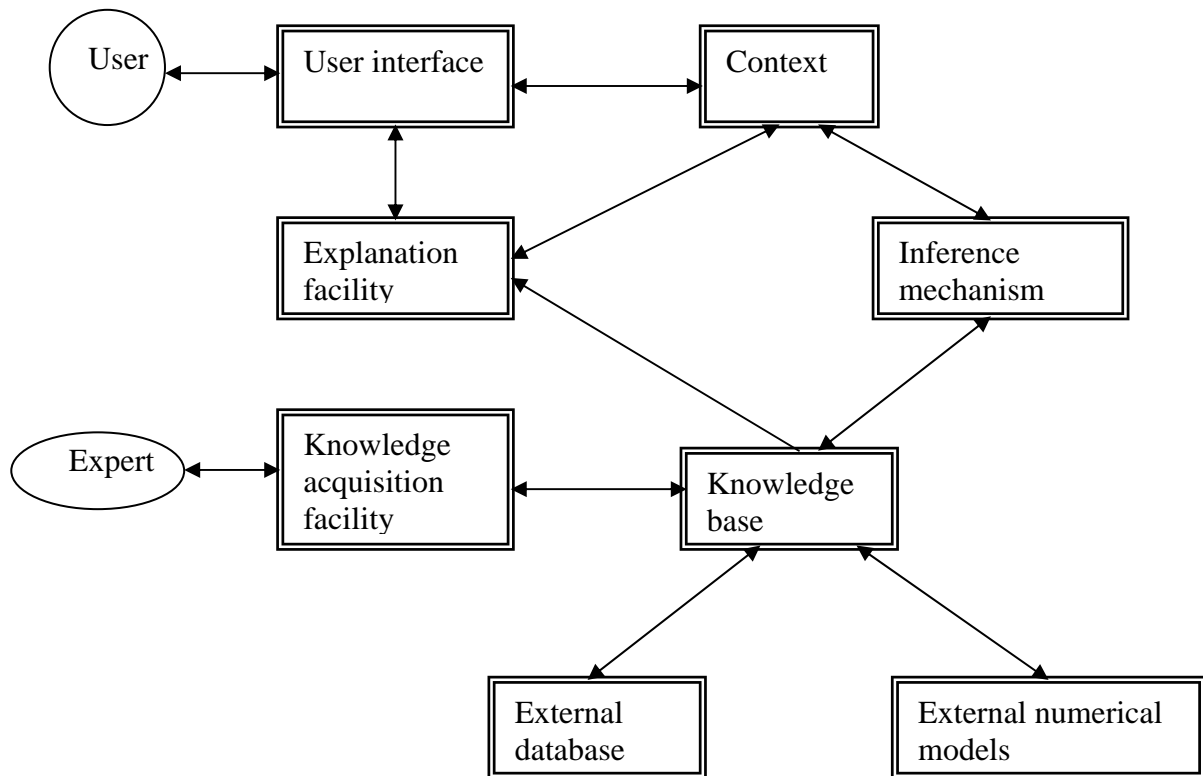 User
User interface
Context
Explanation
facility
Inference
mechanism
Expert
Knowledge
acquisition
facility
Knowledge
base
External
database
External numerical
models